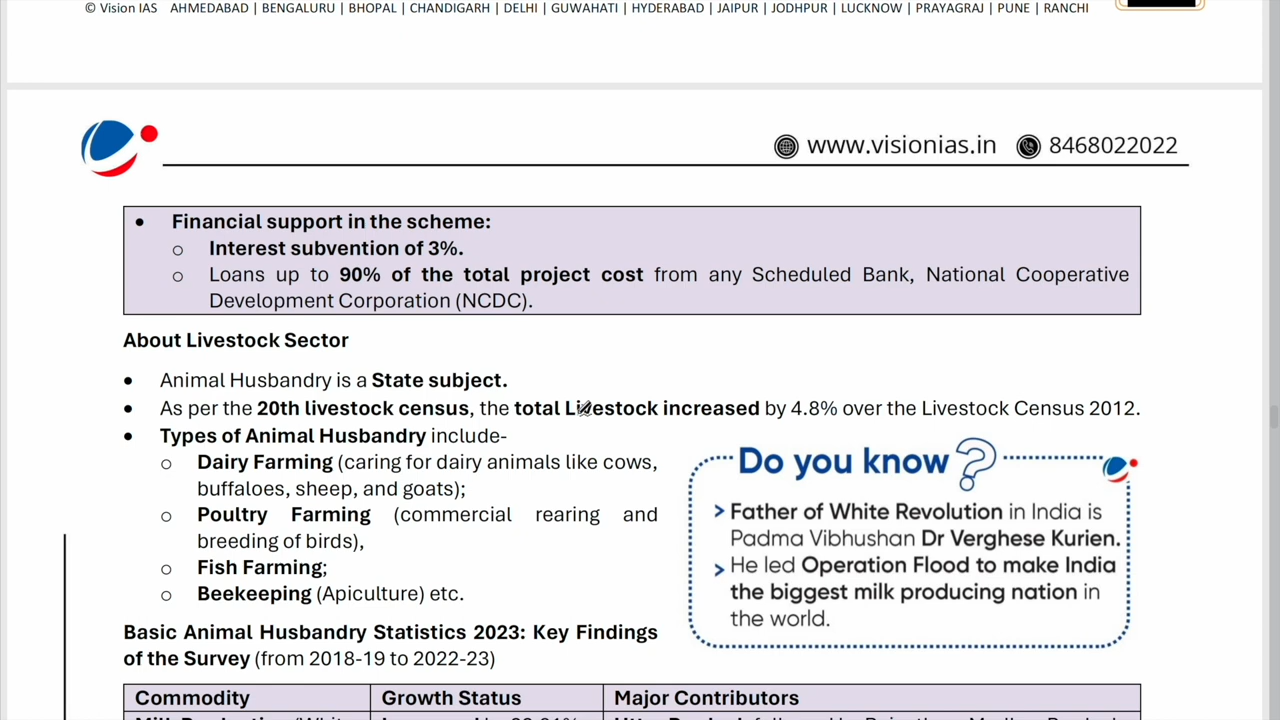 © Vision IAS AHMEDABAD | BENGALURU | BHOPAL | CHANDIGARH | DELHI | GUWAHATI | HYDERABAD | JAIPUR | JODHPUR | LUCKNOW | PRAYAGRAJ | PUNE | RANCHI
www.visionias.in 8468022022
• Financial support in the scheme:
o Interest subvention of 3%.
o Loans up to 90% of the total project cost from any Scheduled Bank, National Cooperative
Development Corporation (NCDC).
About Livestock Sector
• Animal Husbandry is a State subject.
• As per the 20th livestock census, the total Livestock increased by 4.8% over the Livestock Census 2012.
• Types of Animal Husbandry include-
o Dairy Farming (caring for dairy animals like cows,
buffaloes, sheep, and goats);
o Poultry Farming (commercial rearing and
breeding of birds),
o Fish Farming;
o Beekeeping (Apiculture) etc.
Do you know?
Father of White Revolution in India is
Padma Vibhushan Dr Verghese Kurien.
He led Operation Flood to make India
the biggest milk producing nation in
the world.
Basic Animal Husbandry Statistics 2023: Key Findings
of the Survey (from 2018-19 to 2022-23)
Commodity Growth Status Major Contributors